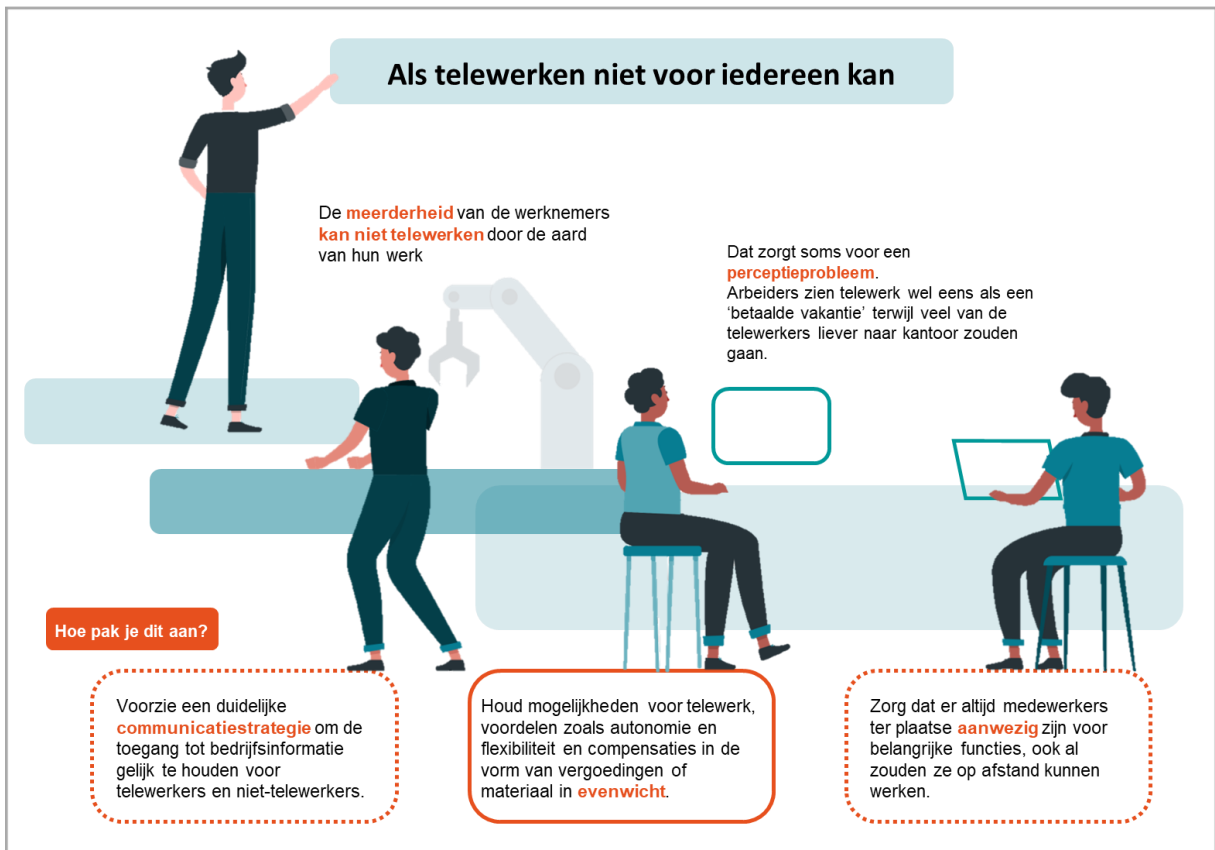 Als telewerken niet voor iedereen kan
De meerderheid van de werknemers
kan niet telewerken door de aard
van hun werk
Dat zorgt soms voor een
perceptieprobleem.
Arbeiders zien telewerk wel eens als een
‘betaalde vakantie’ terwijl veel van de
telewerkers liever naar kantoor zouden
gaan.
Hoe pak je dit aan?
Voorzie een duidelijke
communicatiestrategie om de
toegang tot bedrijfsinformatie
gelijk te houden voor
telewerkers en niet-telewerkers.
Houd mogelijkheden voor telewerk,
voordelen zoals autonomie en
flexibiliteit en compensaties in de
vorm van vergoedingen of
materiaal in evenwicht.
Zorg dat er altijd medewerkers
ter plaatse aanwezig zijn voor
belangrijke functies, ook al
zouden ze op afstand kunnen
werken.